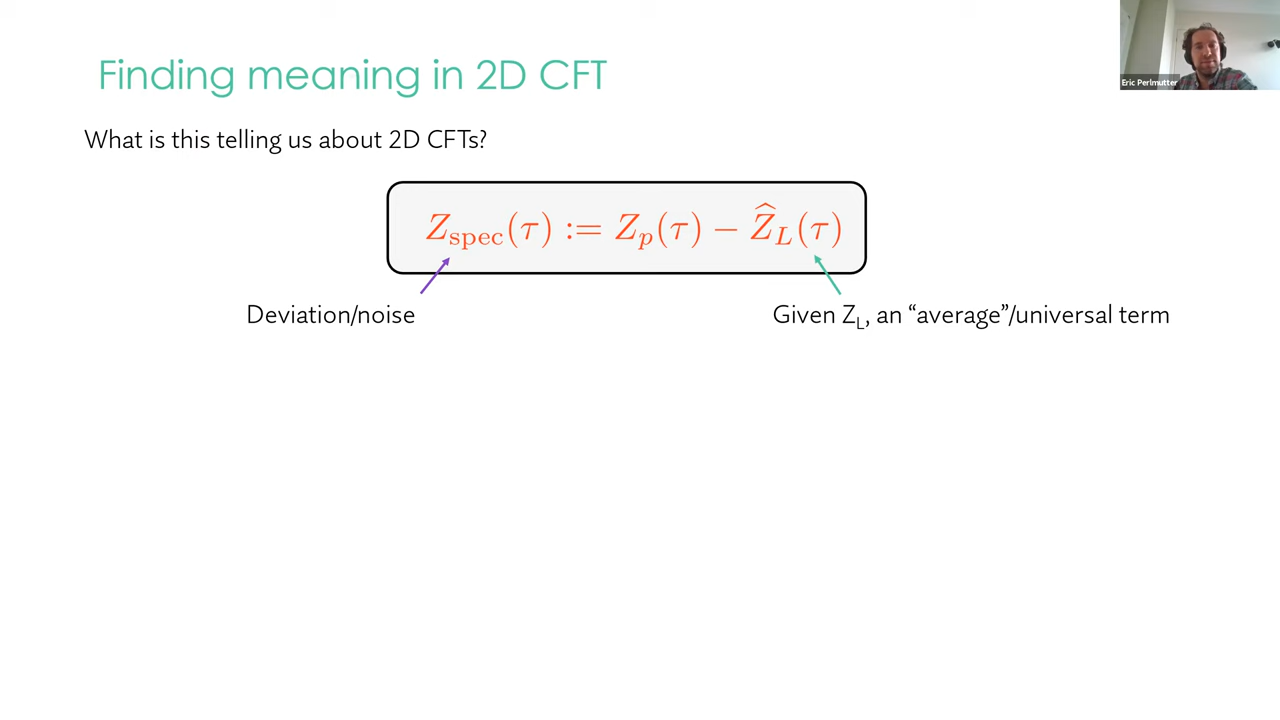 Finding meaning in 2D CFT
Eric Perlmutter
What is this telling us about 2D CFTs?
Z_spec(τ) := Z_p(τ) − Ẑ_L(τ)
Deviation/noise
Given Z_L, an “average”/universal term